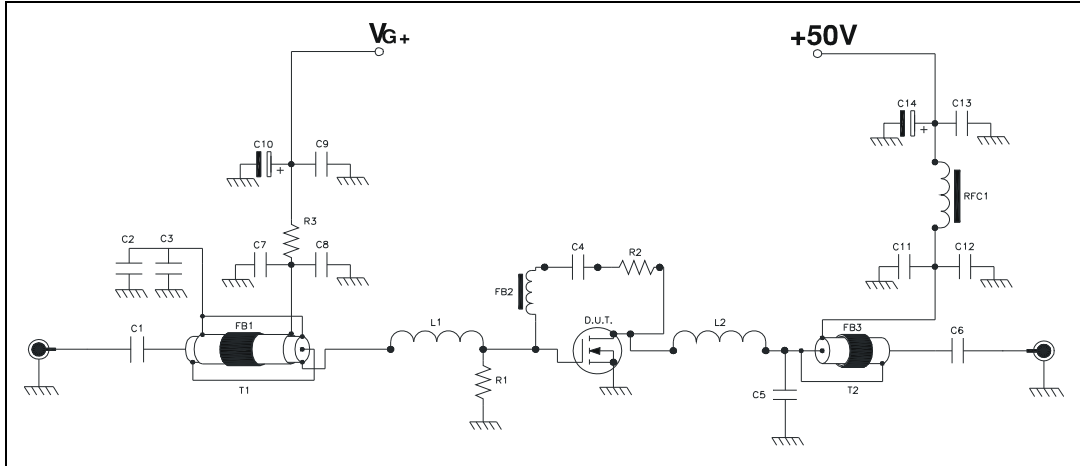 VG+
+50V
C14
C13
C10
+
C9
+
RFC1
R3
C2
C3
C7
C8
C4
R2
C11
C12
FB2
D.U.T.
C1
FB1
L1
L2
FB3
C6
R1
T1
C5
T2